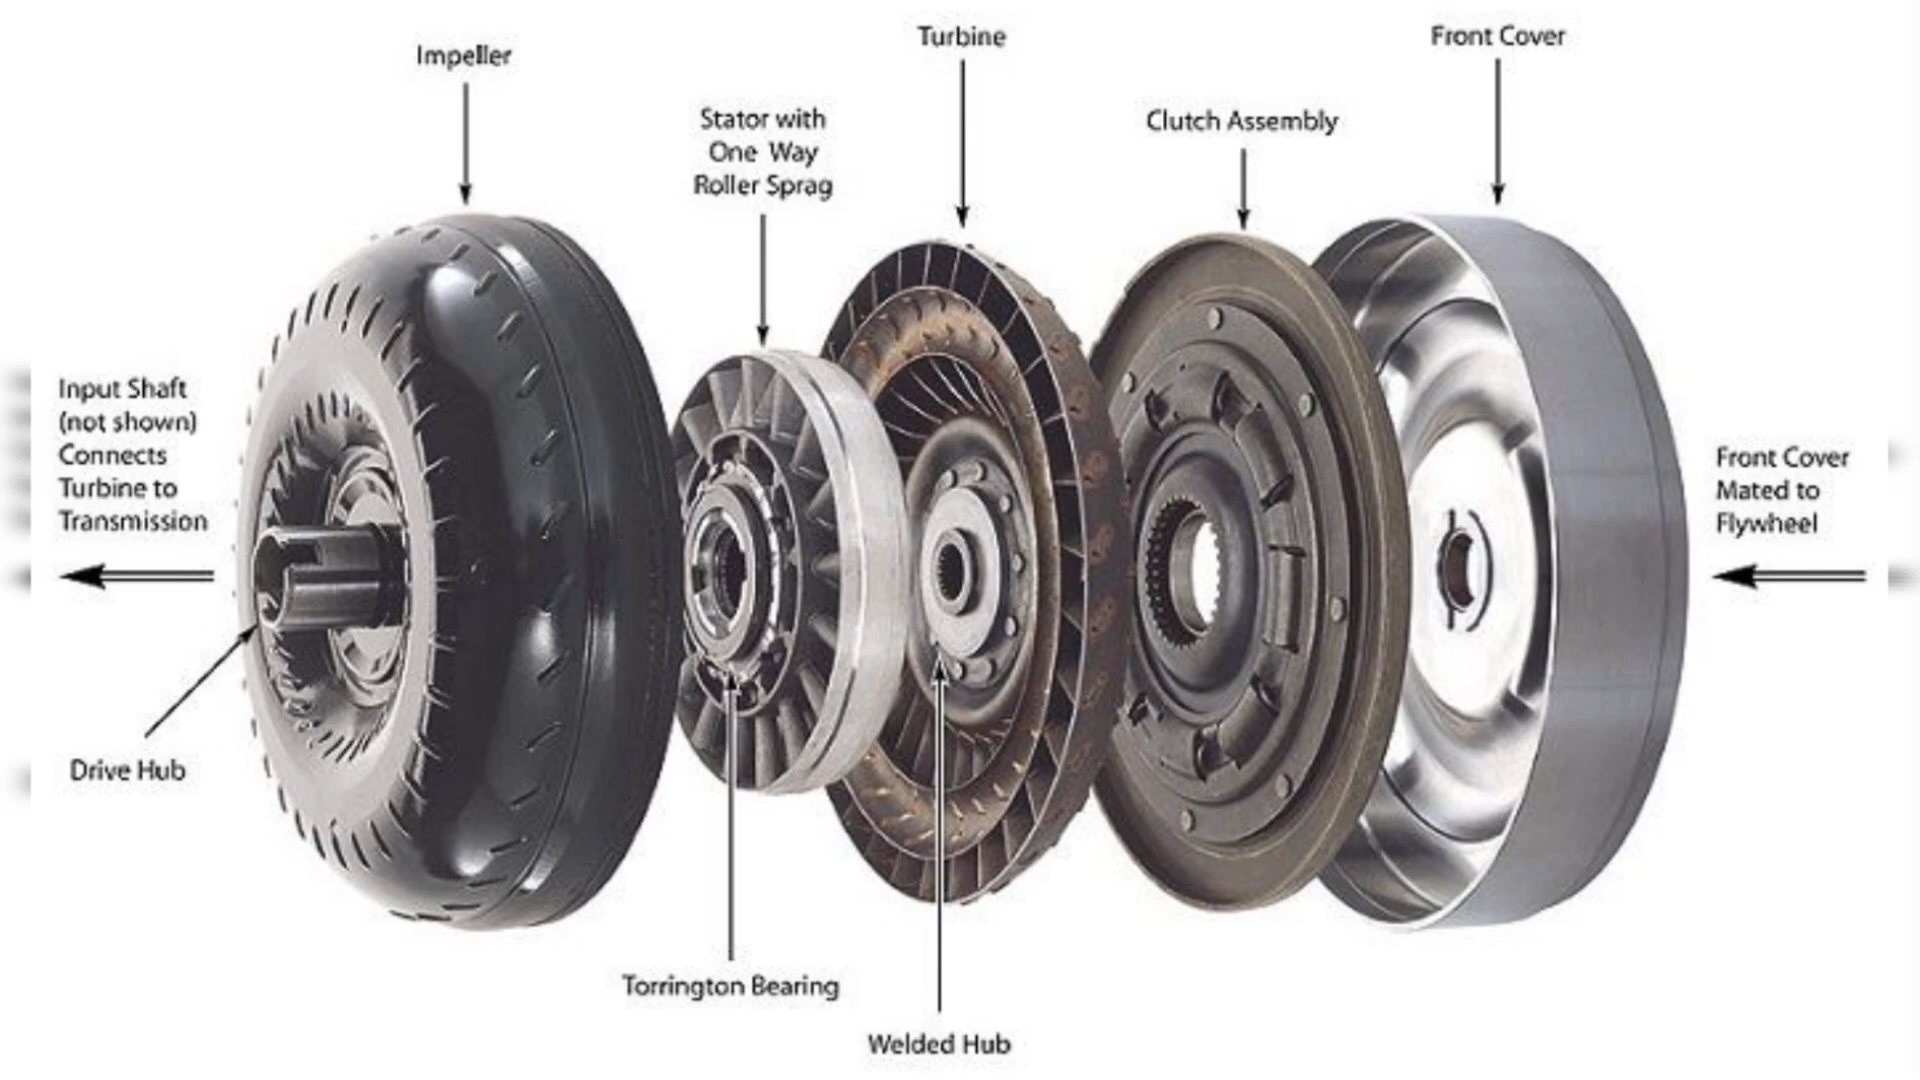 Impeller
Stator with
One Way
Roller Sprag
Turbine
Clutch Assembly
Front Cover
Input Shaft
(not shown)
Connects
Turbine to
Transmission
Front Cover
Mated to
Flywheel
Drive Hub
Torrington Bearing
Welded Hub